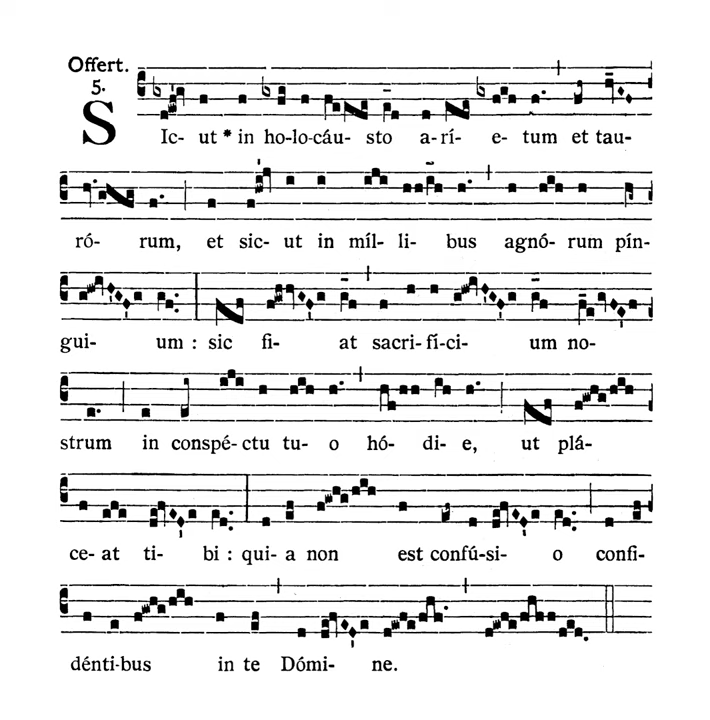 Offert.
5.
SIc- ut * in ho-lo-cáu- sto a-rí- e- tum et tau-
ró- rum, et sic- ut in míl- li- bus agnó- rum pín-
gui- um : sic fi- at sacri-fí-ci- um no-
strum in conspé-ctu tu- o hó- di- e, ut plá-
ce- at ti- bi : qui- a non est confú-si- o confi-
dénti-bus in te Dómi- ne.